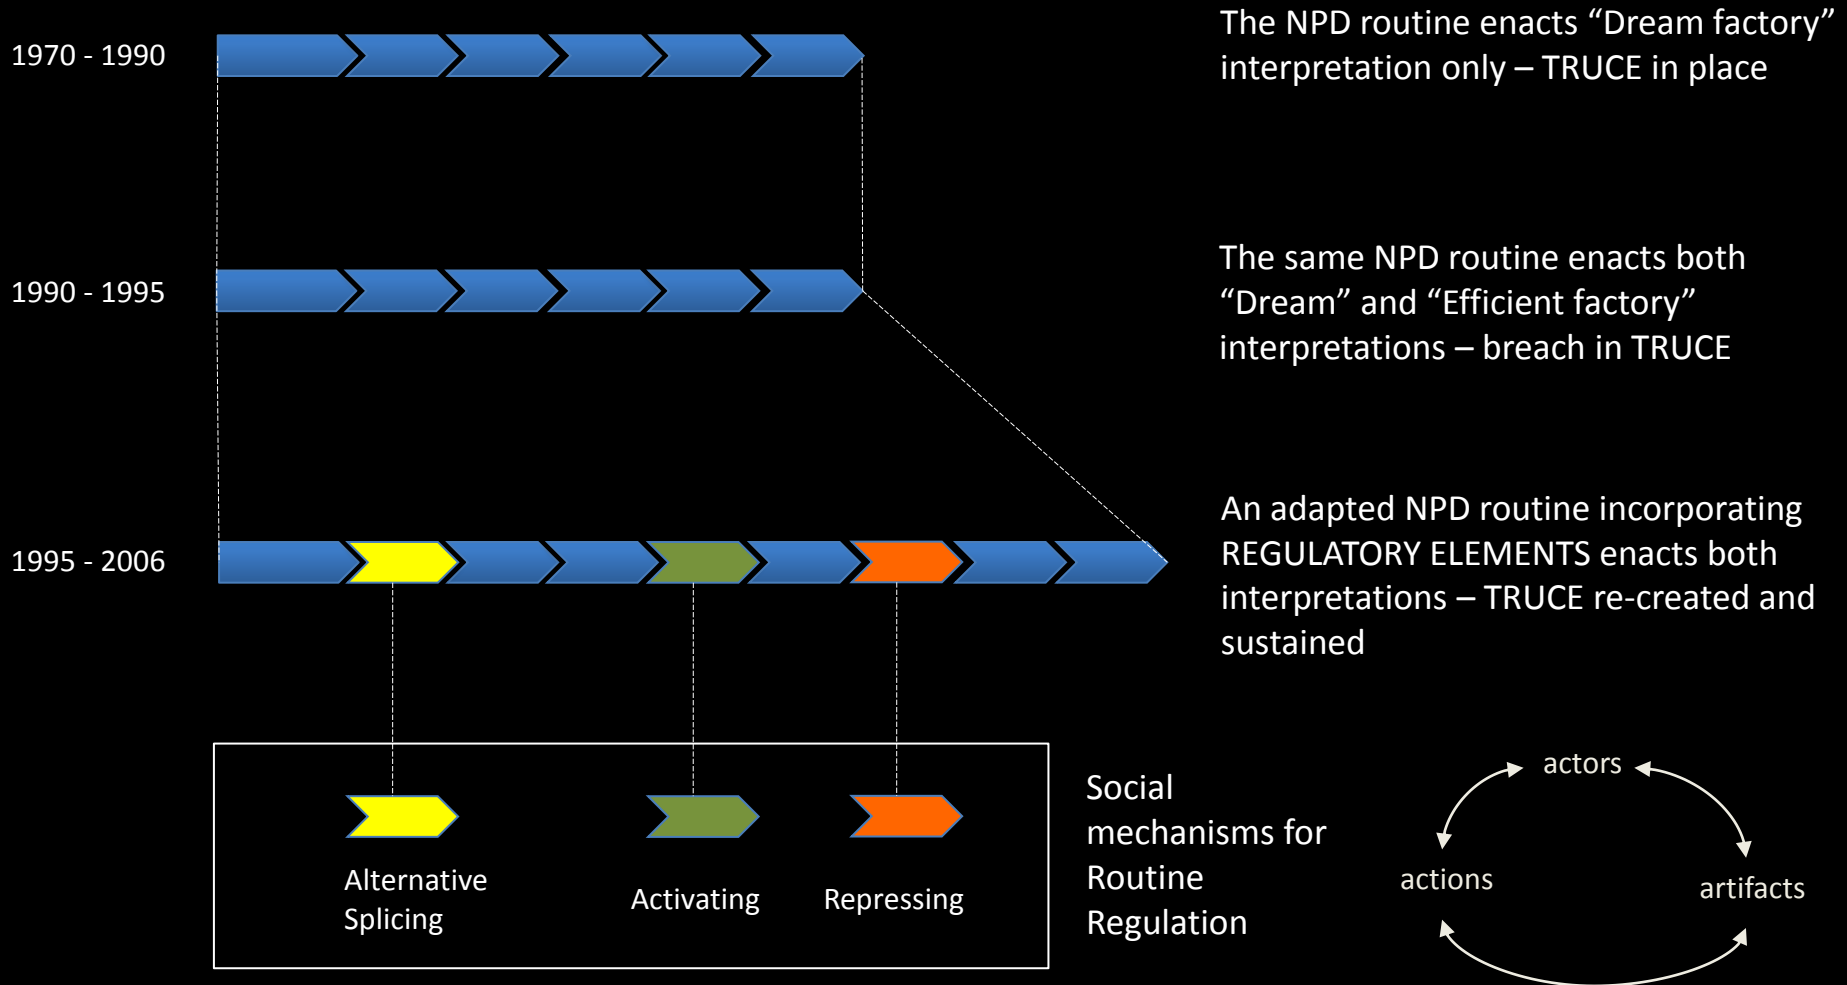 1970 - 1990
The NPD routine enacts “Dream factory”
interpretation only – TRUCE in place
1990 - 1995
The same NPD routine enacts both
“Dream” and “Efficient factory”
interpretations – breach in TRUCE
1995 - 2006
An adapted NPD routine incorporating
REGULATORY ELEMENTS enacts both
interpretations – TRUCE re-created and
sustained
Alternative
Splicing
Activating
Repressing
Social
mechanisms for
Routine
Regulation
actors
actions
artifacts